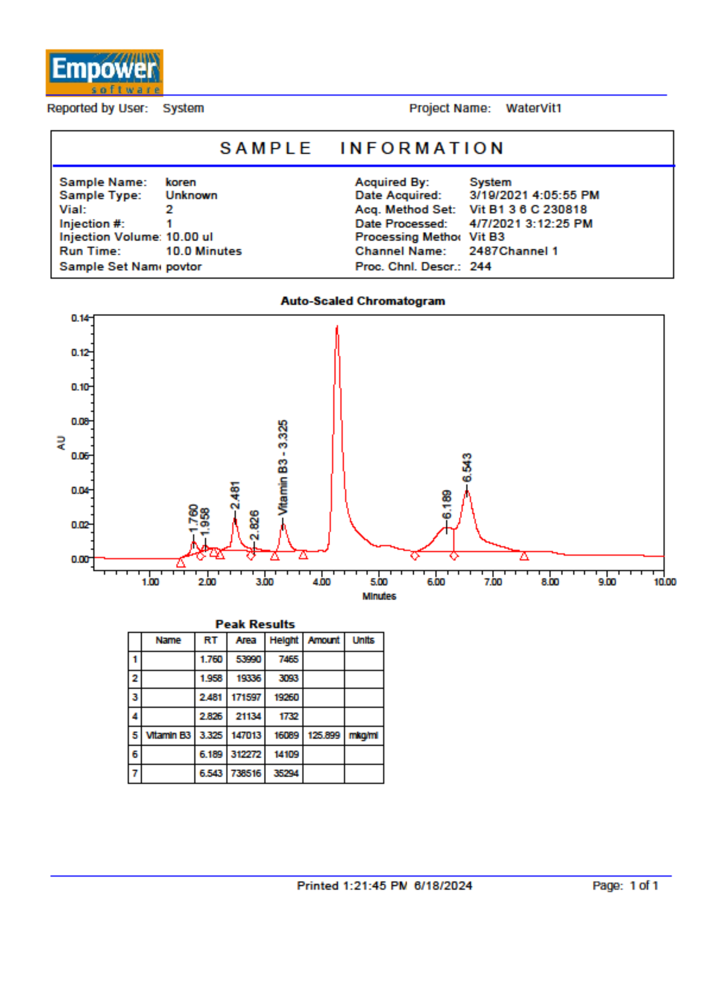 Empower
software
Reported by User: System Project Name: WaterVit1
SAMPLE INFORMATION
Sample Name: koren Acquired By: System
Sample Type: Unknown Date Acquired: 3/19/2021 4:05:55 PM
Vial: 2 Acq. Method Set: Vit B1 3 6 C 230818
Injection #: 1 Date Processed: 4/7/2021 3:12:25 PM
Injection Volume: 10.00 ul Processing Methoc Vit B3
Run Time: 10.0 Minutes Channel Name: 2487Channel 1
Sample Set Nam povtor Proc. Chnl. Descr.: 244
Auto-Scaled Chromatogram
0.14
0.12
0.10
0.08
0.06
0.04
0.02
0.00
AU
1.760
1.958
2.481
2.826
Vitamin B3 - 3.325
6.189
6.543
1.00 2.00 3.00 4.00 5.00 6.00 7.00 8.00 9.00 10.00
Minutes
Peak Results
Name RT Area Height Amount Units
1 1.760 53990 7465
2 1.958 19336 3093
3 2.481 171597 19260
4 2.826 21134 1732
5 Vitamin B3 3.325 147013 16089 125.899 mkg/ml
6 6.189 312272 14109
7 6.543 738516 35294
Printed 1:21:45 PM 6/18/2024 Page: 1 of 1